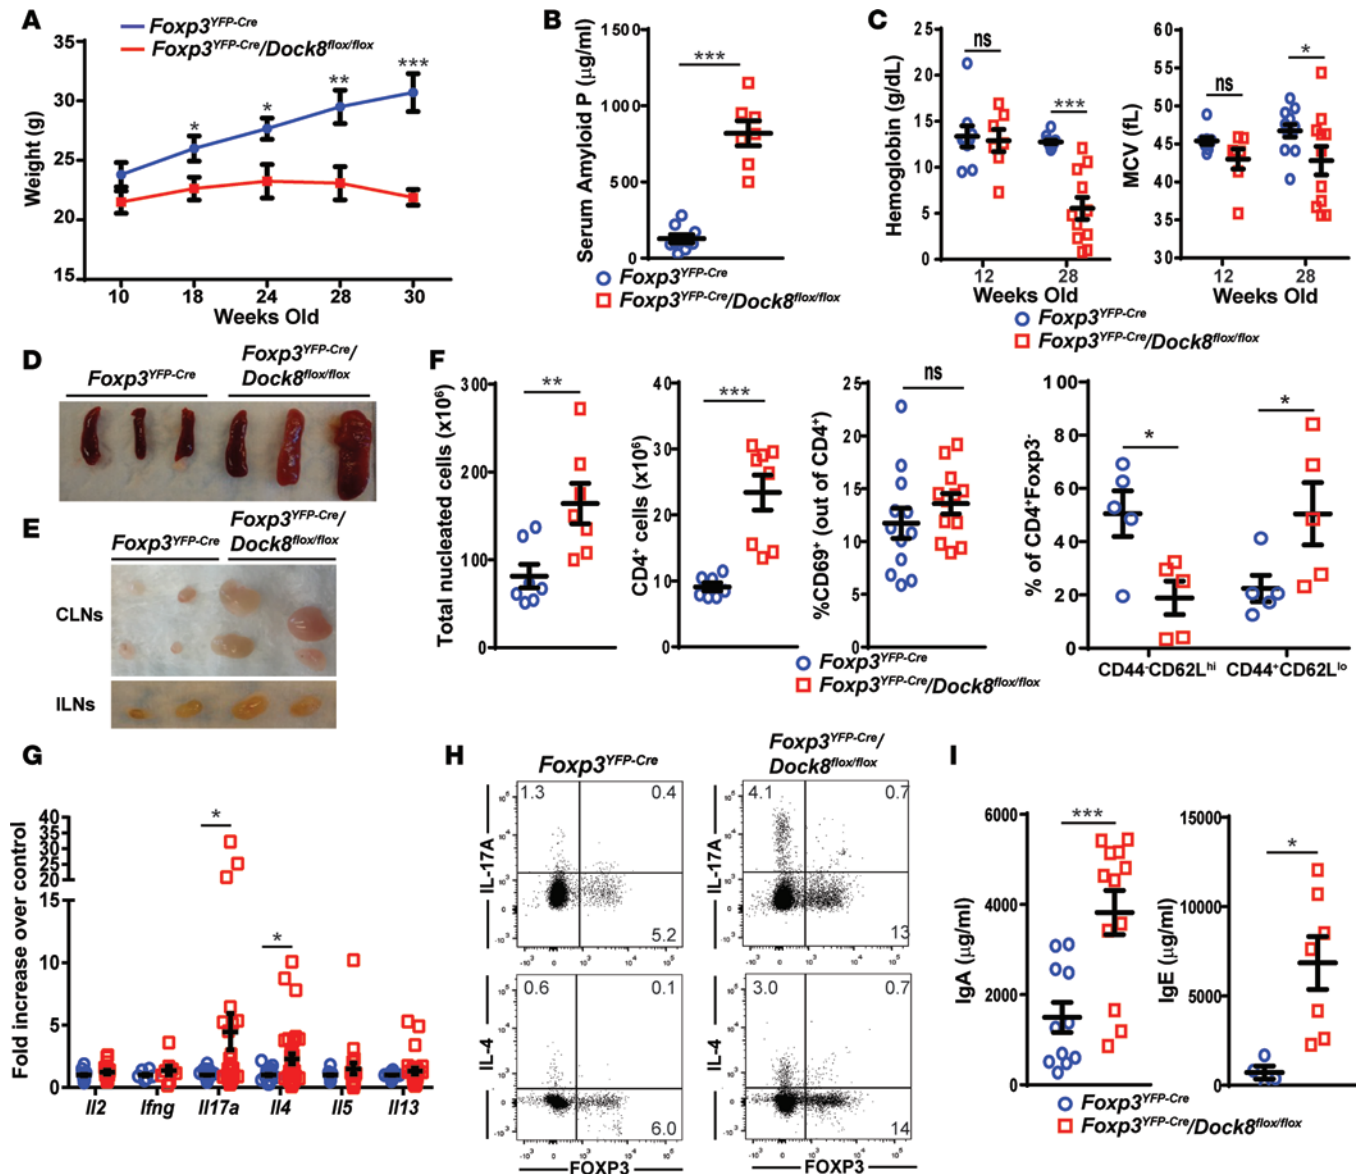 A
Foxp3YFP-Cre
Foxp3YFP-Cre/Dock8flox/flox
Weight (g)
35
30
25
20
15
*
*
**
***
10 18 24 28 30
Weeks Old
B
Serum Amyloid P (μg/ml)
1500
1000
500
0
***
Foxp3YFP-Cre
Foxp3YFP-Cre/Dock8flox/flox
C
Hemoglobin (g/dL)
25
20
15
10
5
0
ns
***
12 28
Weeks Old
MCV (fL)
60
55
50
45
40
35
30
ns
*
12 28
Weeks Old
Foxp3YFP-Cre
Foxp3YFP-Cre/Dock8flox/flox
D
Foxp3YFP-Cre
Foxp3YFP-Cre/
Dock8flox/flox
E
Foxp3YFP-Cre
Foxp3YFP-Cre/
Dock8flox/flox
CLNs
ILNs
F
Total nucleated cells (x10⁶)
300
200
100
0
**
CD4+ cells (x10⁶)
40
30
20
10
0
***
%CD69+ (out of CD4+)
25
20
15
10
5
0
ns
% of CD4+Foxp3-
100
80
60
40
20
0
*
*
CD44-CD62Lhi CD44+CD62Llo
Foxp3YFP-Cre
Foxp3YFP-Cre/Dock8flox/flox
G
Fold increase over control
40
35
30
25
20
15
10
5
0
*
*
Il2 Ifng Il17a Il4 Il5 Il13
H
Foxp3YFP-Cre
Foxp3YFP-Cre/
Dock8flox/flox
IL-17A
1.3 0.4
5.2
IL-17A
4.1 0.7
13
IL-4
0.6 0.1
6.0
IL-4
3.0 0.7
14
FOXP3
FOXP3
I
IgA (μg/ml)
6000
4000
2000
0
***
IgE (μg/ml)
15000
10000
5000
0
*
Foxp3YFP-Cre
Foxp3YFP-Cre/Dock8flox/flox